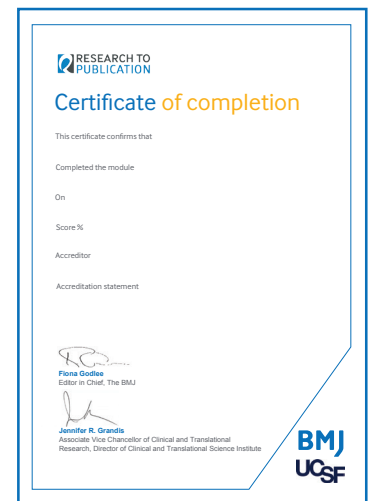 RESEARCH TO
PUBLICATION
Certificate of completion
This certificate confirms that
Completed the module
On
Score %
Accreditor
Accreditation statement
Fiona Godlee
Editor in Chief, The BMJ
Jennifer R. Grandis
Associate Vice Chancellor of Clinical and Translational
Research, Director of Clinical and Translational Science Institute
BMJ
UCSF